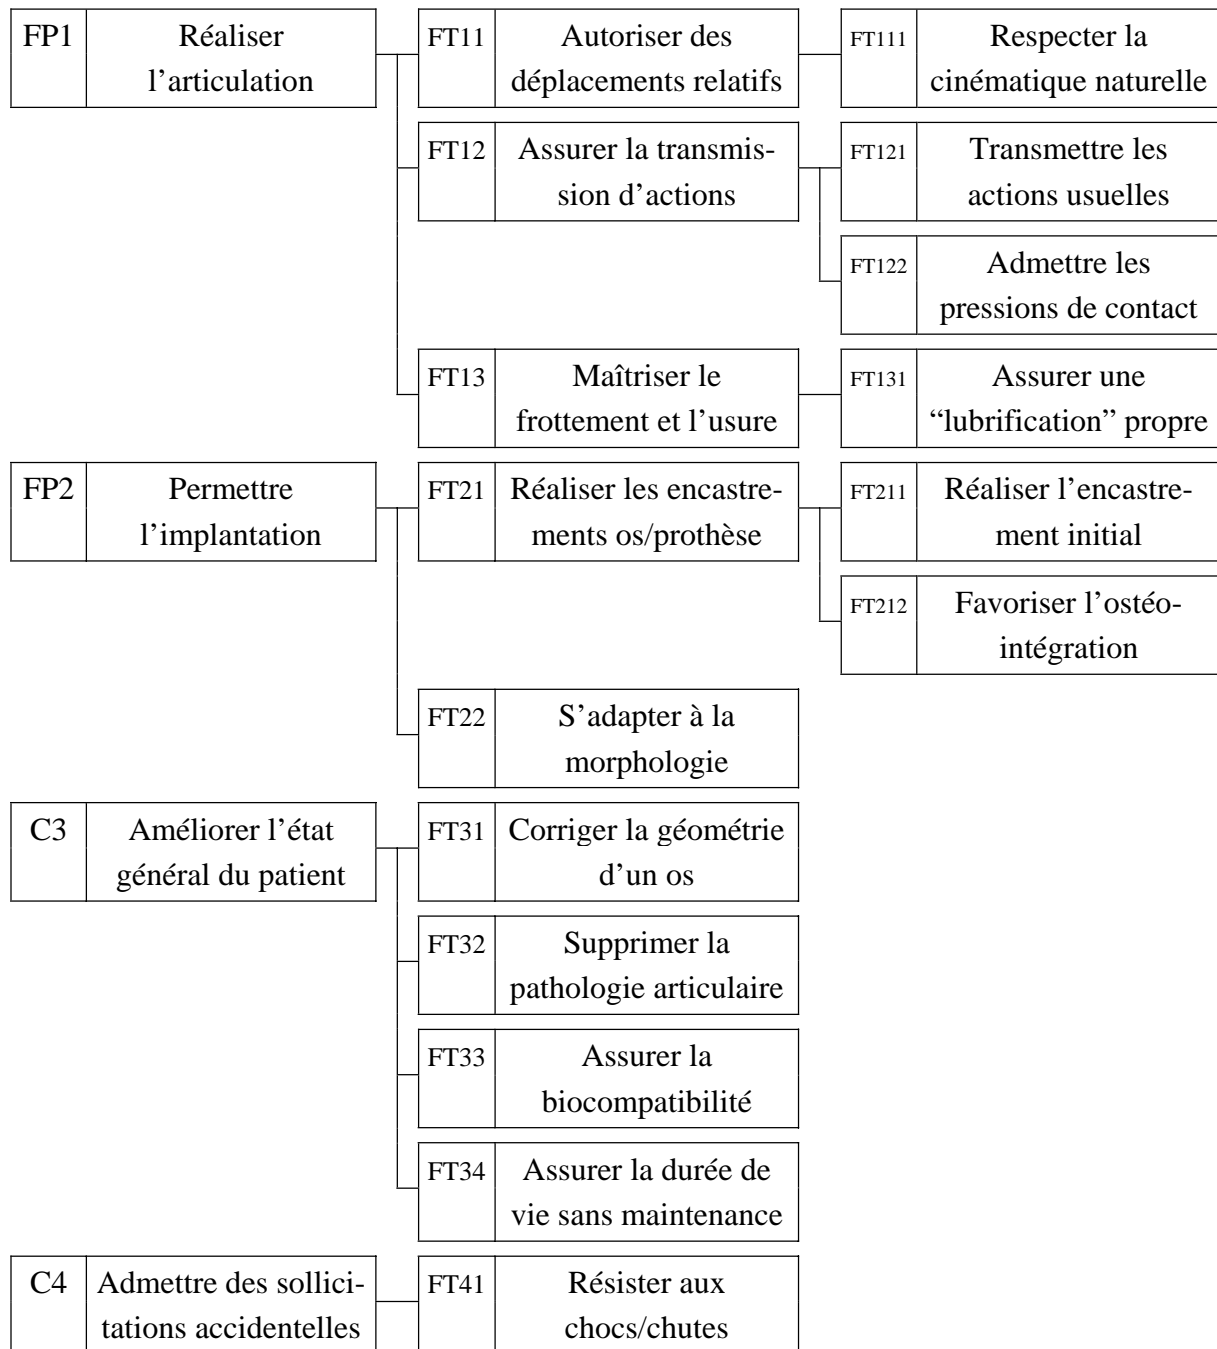 FP1
Réaliser
l’articulation
FT11
Autoriser des
déplacements relatifs
FT111
Respecter la
cinématique naturelle
FT12
Assurer la transmis-
sion d’actions
FT121
Transmettre les
actions usuelles
FT122
Admettre les
pressions de contact
FT13
Maîtriser le
frottement et l’usure
FT131
Assurer une
“lubrification” propre
FP2
Permettre
l’implantation
FT21
Réaliser les encastre-
ments os/prothèse
FT211
Réaliser l’encastre-
ment initial
FT212
Favoriser l’ostéo-
intégration
FT22
S’adapter à la
morphologie
C3
Améliorer l’état
général du patient
FT31
Corriger la géométrie
d’un os
FT32
Supprimer la
pathologie articulaire
FT33
Assurer la
biocompatibilité
FT34
Assurer la durée de
vie sans maintenance
C4
Admettre des sollici-
tations accidentelles
FT41
Résister aux
chocs/chutes